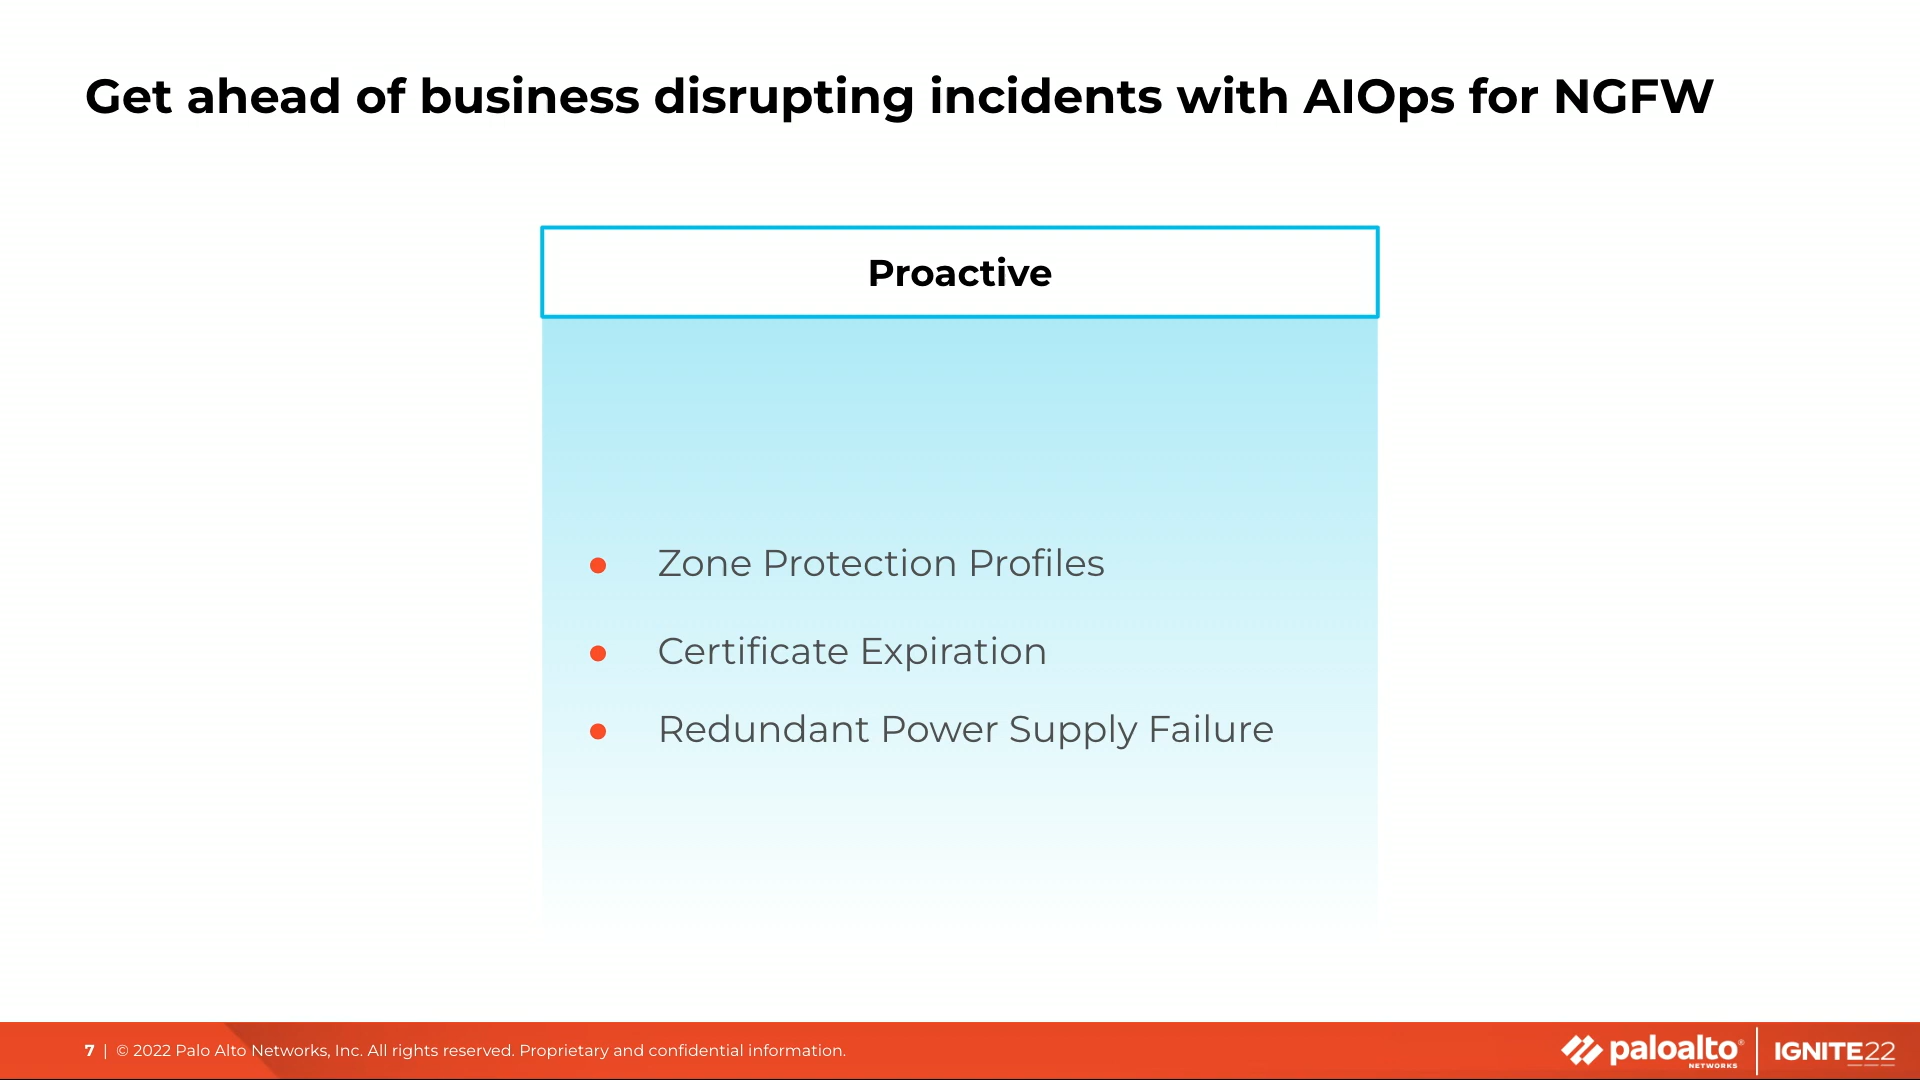 Get ahead of business disrupting incidents with AIOps for NGFW
Proactive
● Zone Protection Profiles
● Certificate Expiration
● Redundant Power Supply Failure
7 | © 2022 Palo Alto Networks, Inc. All rights reserved. Proprietary and confidential information.
paloalto®
NETWORKS
IGNITE22